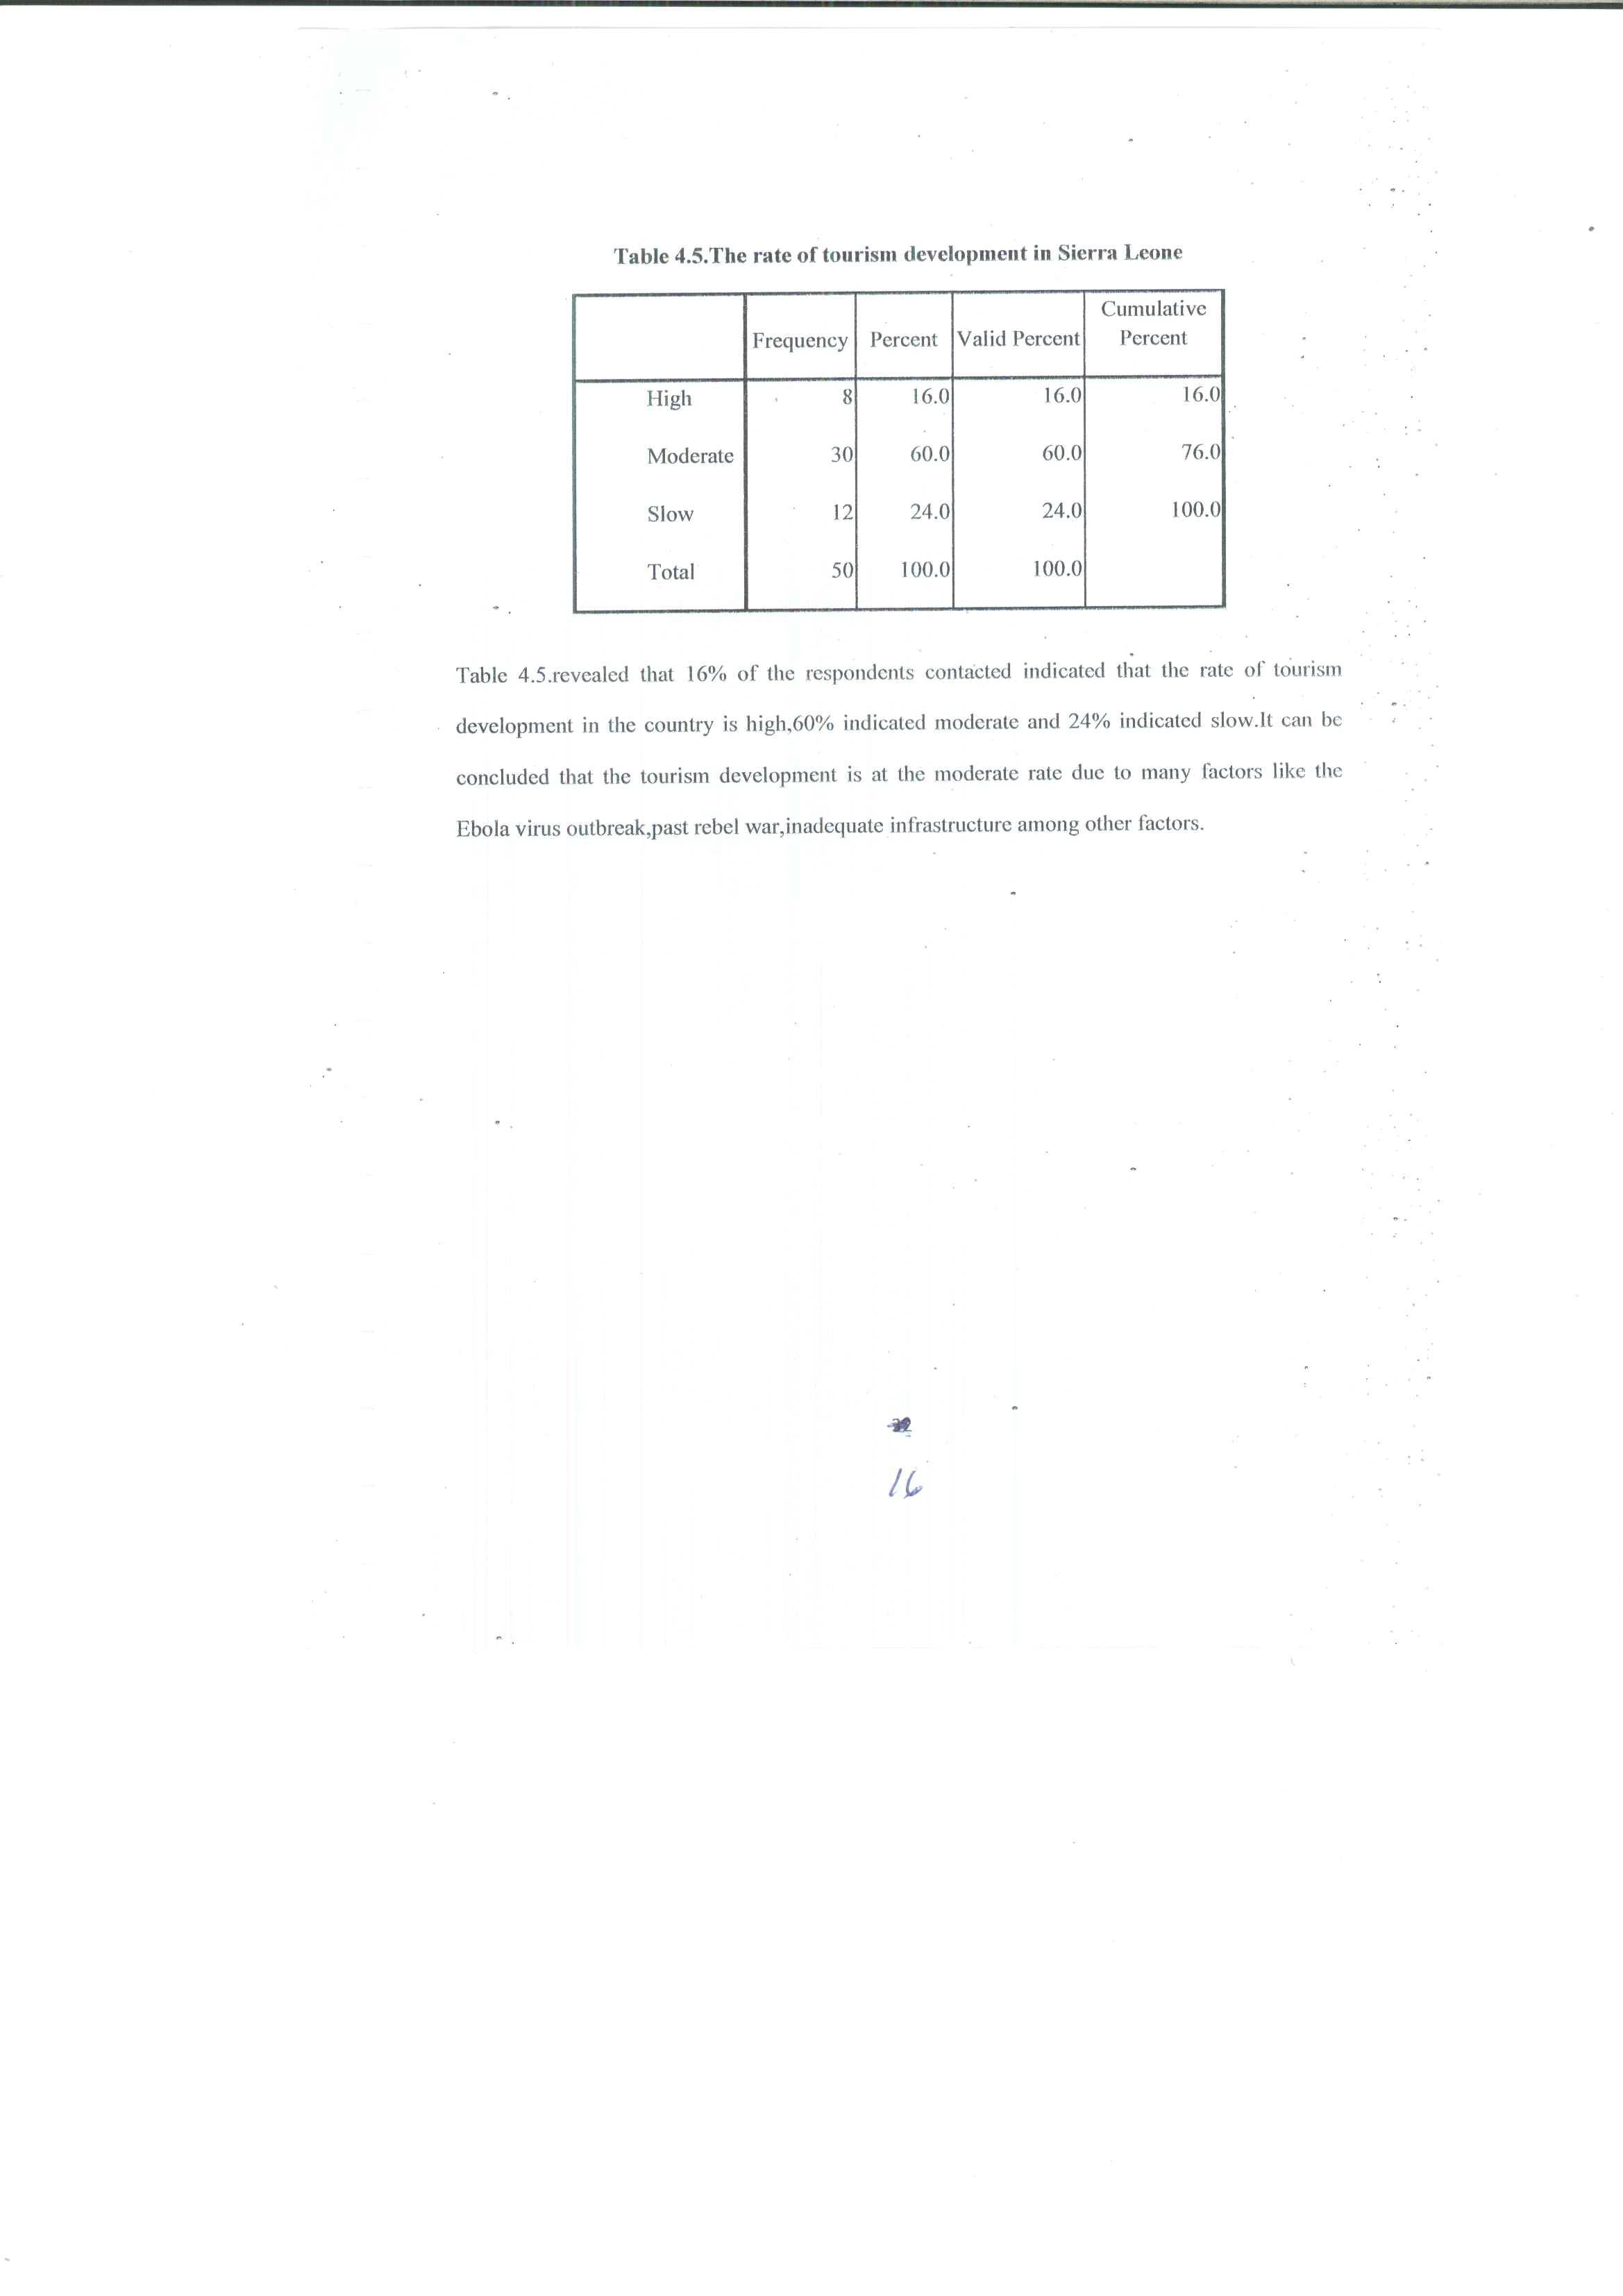 Table 4.5.The rate of tourism development in Sierra Leone
Frequency Percent Valid Percent Cumulative Percent
High 8 16.0 16.0 16.0
Moderate 30 60.0 60.0 76.0
Slow 12 24.0 24.0 100.0
Total 50 100.0 100.0
Table 4.5.revealed that 16% of the respondents contacted indicated that the rate of tourism
development in the country is high,60% indicated moderate and 24% indicated slow.It can be
concluded that the tourism development is at the moderate rate due to many factors like the
Ebola virus outbreak,past rebel war,inadequate infrastructure among other factors.
16